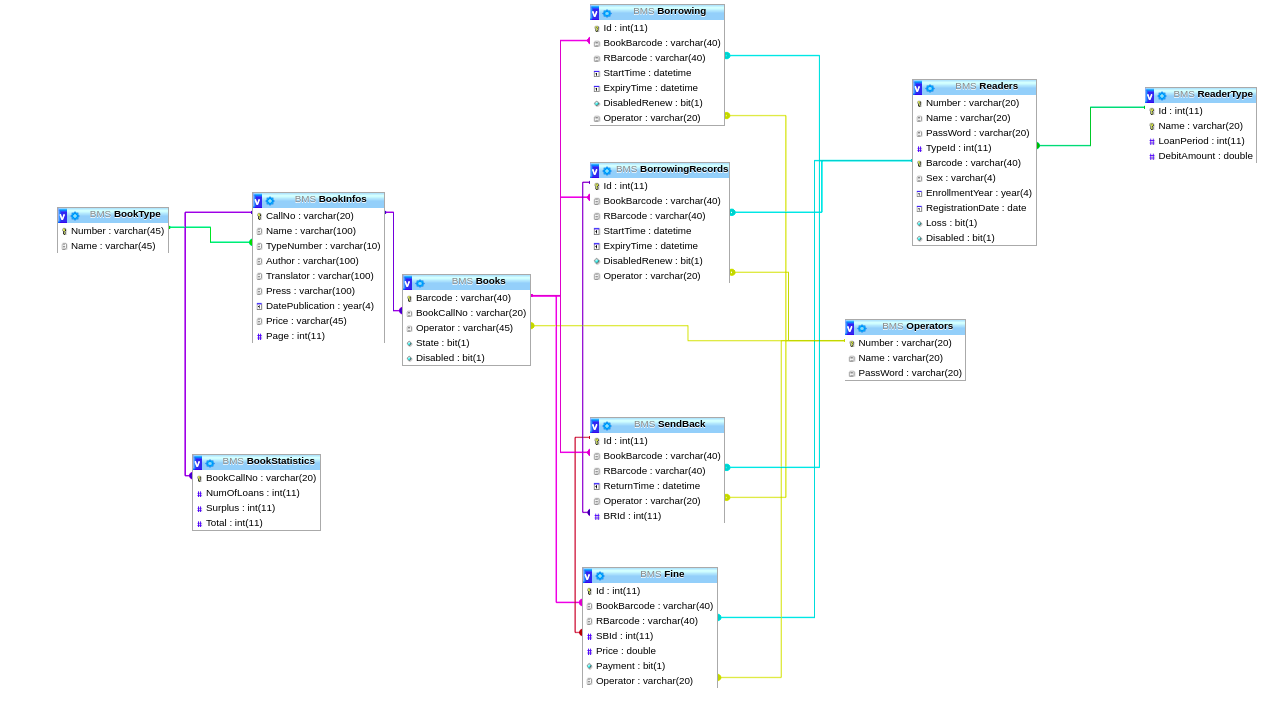 BMS BookType
Number : varchar(45)
Name : varchar(45)
BMS BookInfos
CallNo : varchar(20)
Name : varchar(100)
TypeNumber : varchar(10)
Author : varchar(100)
Translator : varchar(100)
Press : varchar(100)
DatePublication : year(4)
Price : varchar(45)
Page : int(11)
BMS BookStatistics
BookCallNo : varchar(20)
NumOfLoans : int(11)
Surplus : int(11)
Total : int(11)
BMS Books
Barcode : varchar(40)
BookCallNo : varchar(20)
Operator : varchar(45)
State : bit(1)
Disabled : bit(1)
BMS Borrowing
Id : int(11)
BookBarcode : varchar(40)
RBarcode : varchar(40)
StartTime : datetime
ExpiryTime : datetime
DisabledRenew : bit(1)
Operator : varchar(20)
BMS BorrowingRecords
Id : int(11)
BookBarcode : varchar(40)
RBarcode : varchar(40)
StartTime : datetime
ExpiryTime : datetime
DisabledRenew : bit(1)
Operator : varchar(20)
BMS SendBack
Id : int(11)
BookBarcode : varchar(40)
RBarcode : varchar(40)
ReturnTime : datetime
Operator : varchar(20)
BRId : int(11)
BMS Fine
Id : int(11)
BookBarcode : varchar(40)
RBarcode : varchar(40)
SBId : int(11)
Price : double
Payment : bit(1)
Operator : varchar(20)
BMS Readers
Number : varchar(20)
Name : varchar(20)
PassWord : varchar(20)
TypeId : int(11)
Barcode : varchar(40)
Sex : varchar(4)
EnrollmentYear : year(4)
RegistrationDate : date
Loss : bit(1)
Disabled : bit(1)
BMS Operators
Number : varchar(20)
Name : varchar(20)
PassWord : varchar(20)
BMS ReaderType
Id : int(11)
Name : varchar(20)
LoanPeriod : int(11)
DebitAmount : double